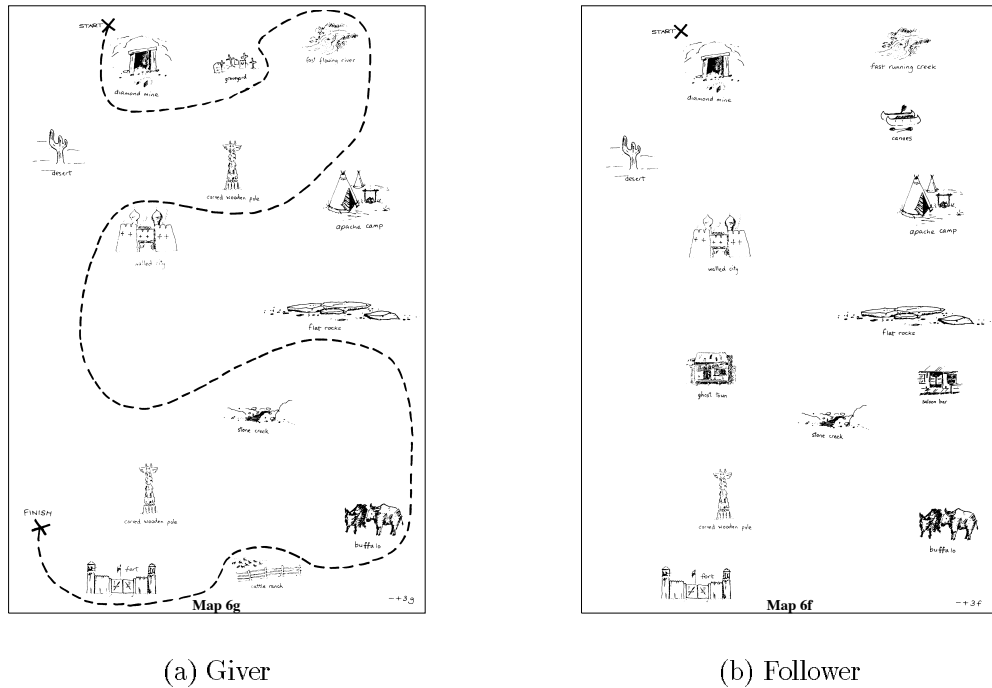 START
diamond mine
graveyard
fast flowing river
desert
carved wooden pole
apache camp
walled city
flat rocks
stone creek
carved wooden pole
FINISH
buffalo
fort
cattle ranch
Map 6g
-+3g
START
diamond mine
fast running creek
canoes
desert
apache camp
walled city
flat rocks
ghost town
saloon bar
stone creek
carved wooden pole
buffalo
fort
Map 6f
-+3f
(a) Giver
(b) Follower